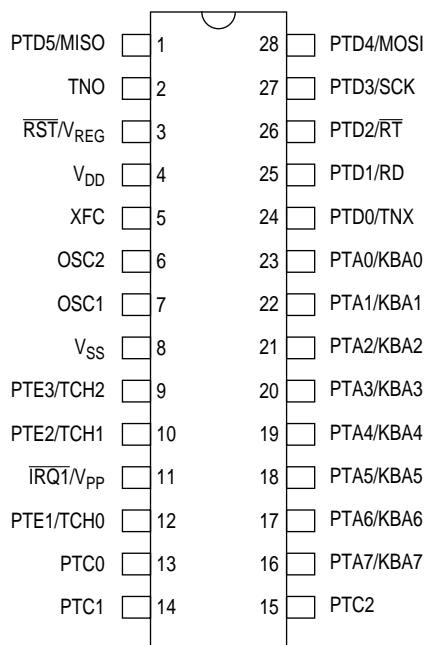 PTD5/MISO 1 28 PTD4/MOSI
TNO 2 27 PTD3/SCK
R̅S̅T̅/VREG 3 26 PTD2/R̅T̅
VDD 4 25 PTD1/RD
XFC 5 24 PTD0/TNX
OSC2 6 23 PTA0/KBA0
OSC1 7 22 PTA1/KBA1
VSS 8 21 PTA2/KBA2
PTE3/TCH2 9 20 PTA3/KBA3
PTE2/TCH1 10 19 PTA4/KBA4
I̅R̅Q̅1̅/VPP 11 18 PTA5/KBA5
PTE1/TCH0 12 17 PTA6/KBA6
PTC0 13 16 PTA7/KBA7
PTC1 14 15 PTC2